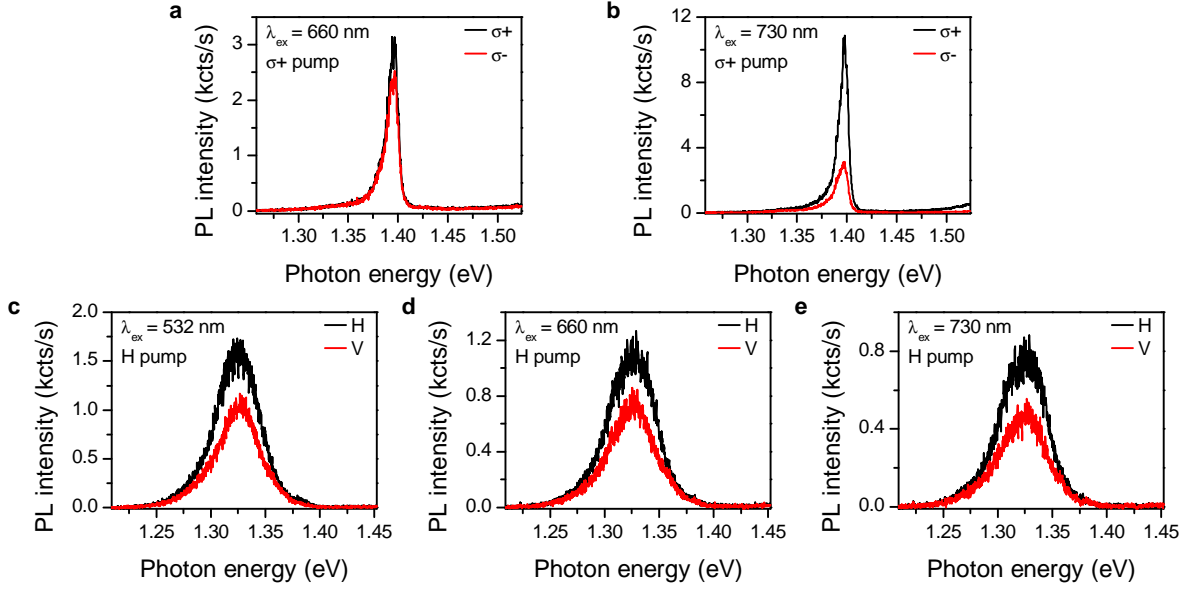 a
λex = 660 nm
σ+ pump
σ+
σ-
PL intensity (kcts/s)
3
2
1
0
1.30 1.35 1.40 1.45 1.50
Photon energy (eV)
b
λex = 730 nm
σ+ pump
σ+
σ-
PL intensity (kcts/s)
12
8
4
0
1.30 1.35 1.40 1.45 1.50
Photon energy (eV)
c
λex = 532 nm
H pump
H
V
PL intensity (kcts/s)
2.0
1.5
1.0
0.5
0.0
1.25 1.30 1.35 1.40 1.45
Photon energy (eV)
d
λex = 660 nm
H pump
H
V
PL intensity (kcts/s)
1.2
0.8
0.4
0.0
1.25 1.30 1.35 1.40 1.45
Photon energy (eV)
e
λex = 730 nm
H pump
H
V
PL intensity (kcts/s)
0.8
0.4
0.0
1.25 1.30 1.35 1.40 1.45
Photon energy (eV)